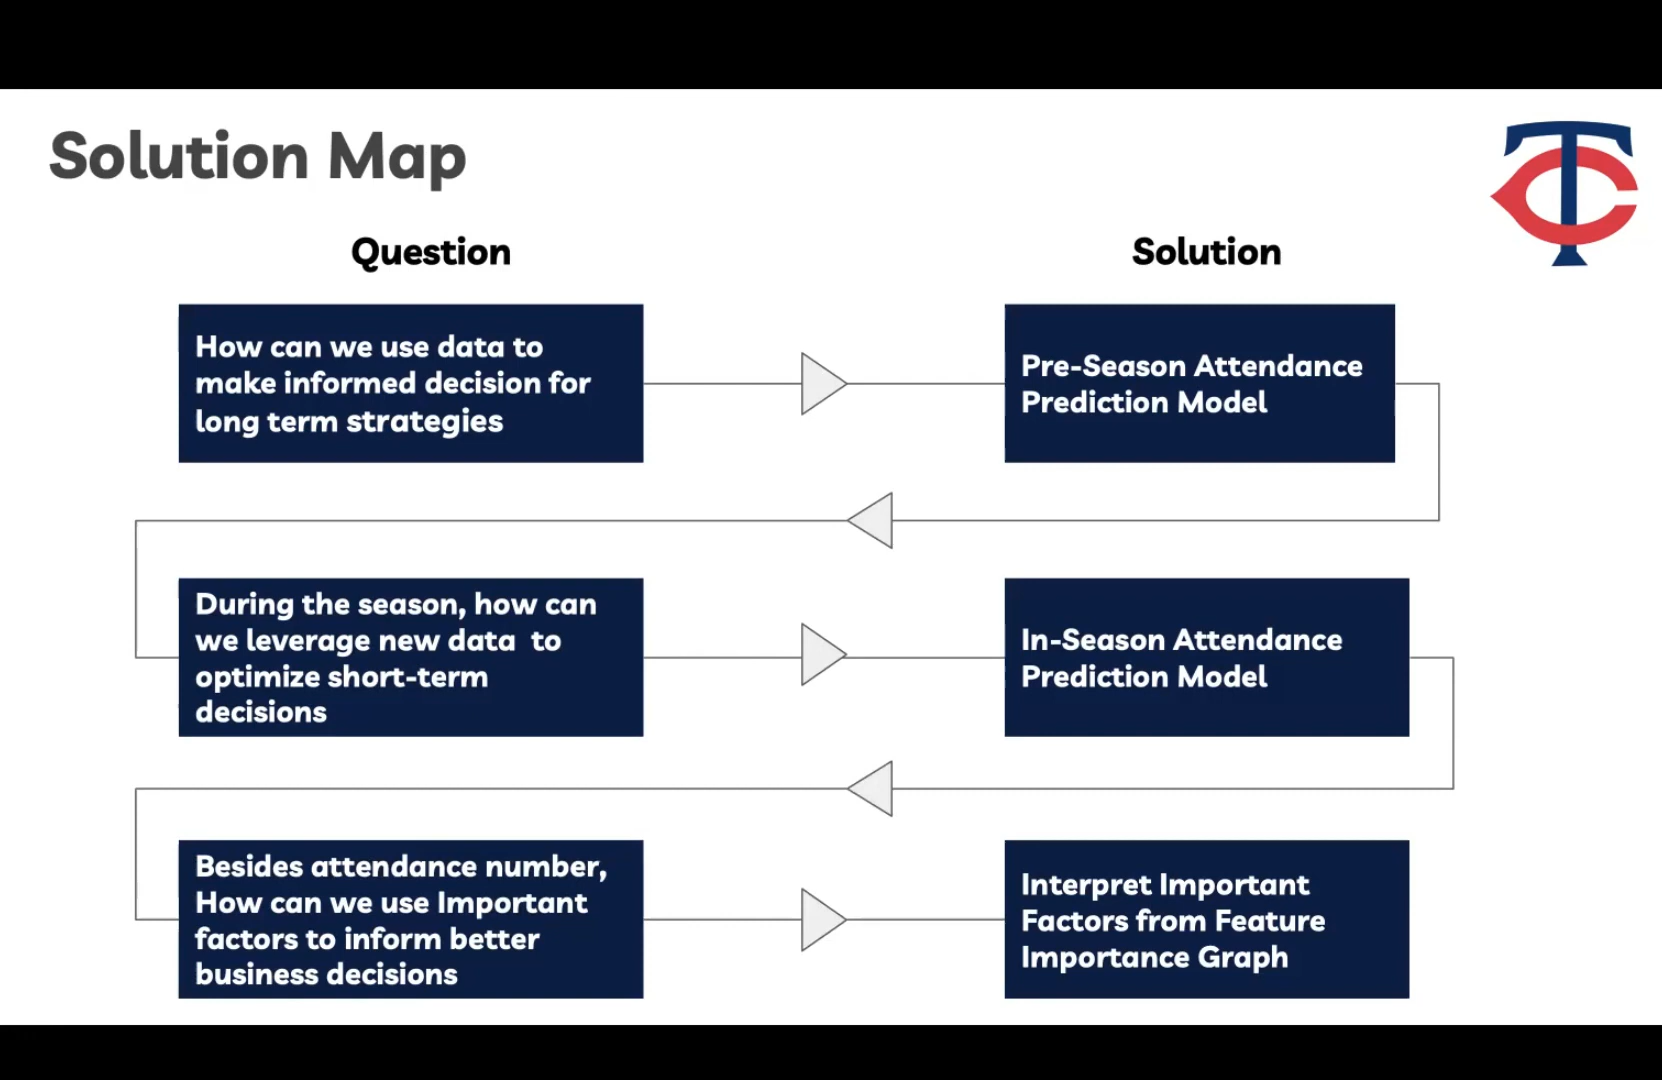 Solution Map
TC
Question
Solution
How can we use data to
make informed decision for
long term strategies
Pre-Season Attendance
Prediction Model
During the season, how can
we leverage new data  to
optimize short-term
decisions
In-Season Attendance
Prediction Model
Besides attendance number,
How can we use Important
factors to inform better
business decisions
Interpret Important
Factors from Feature
Importance Graph